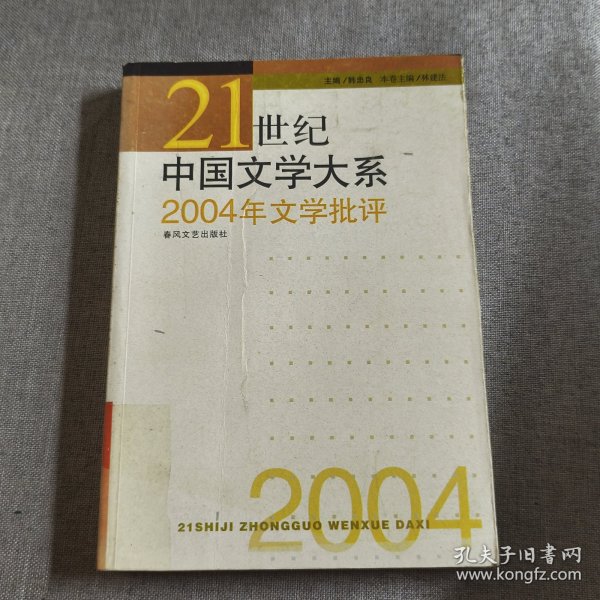 主编/韩忠良 本卷主编/林建法
21世纪
中国文学大系
2004年文学批评
春风文艺出版社
2004
21SHIJI ZHONGGUO WENXUE DAXI
孔夫子旧书网
www.kongfz.com